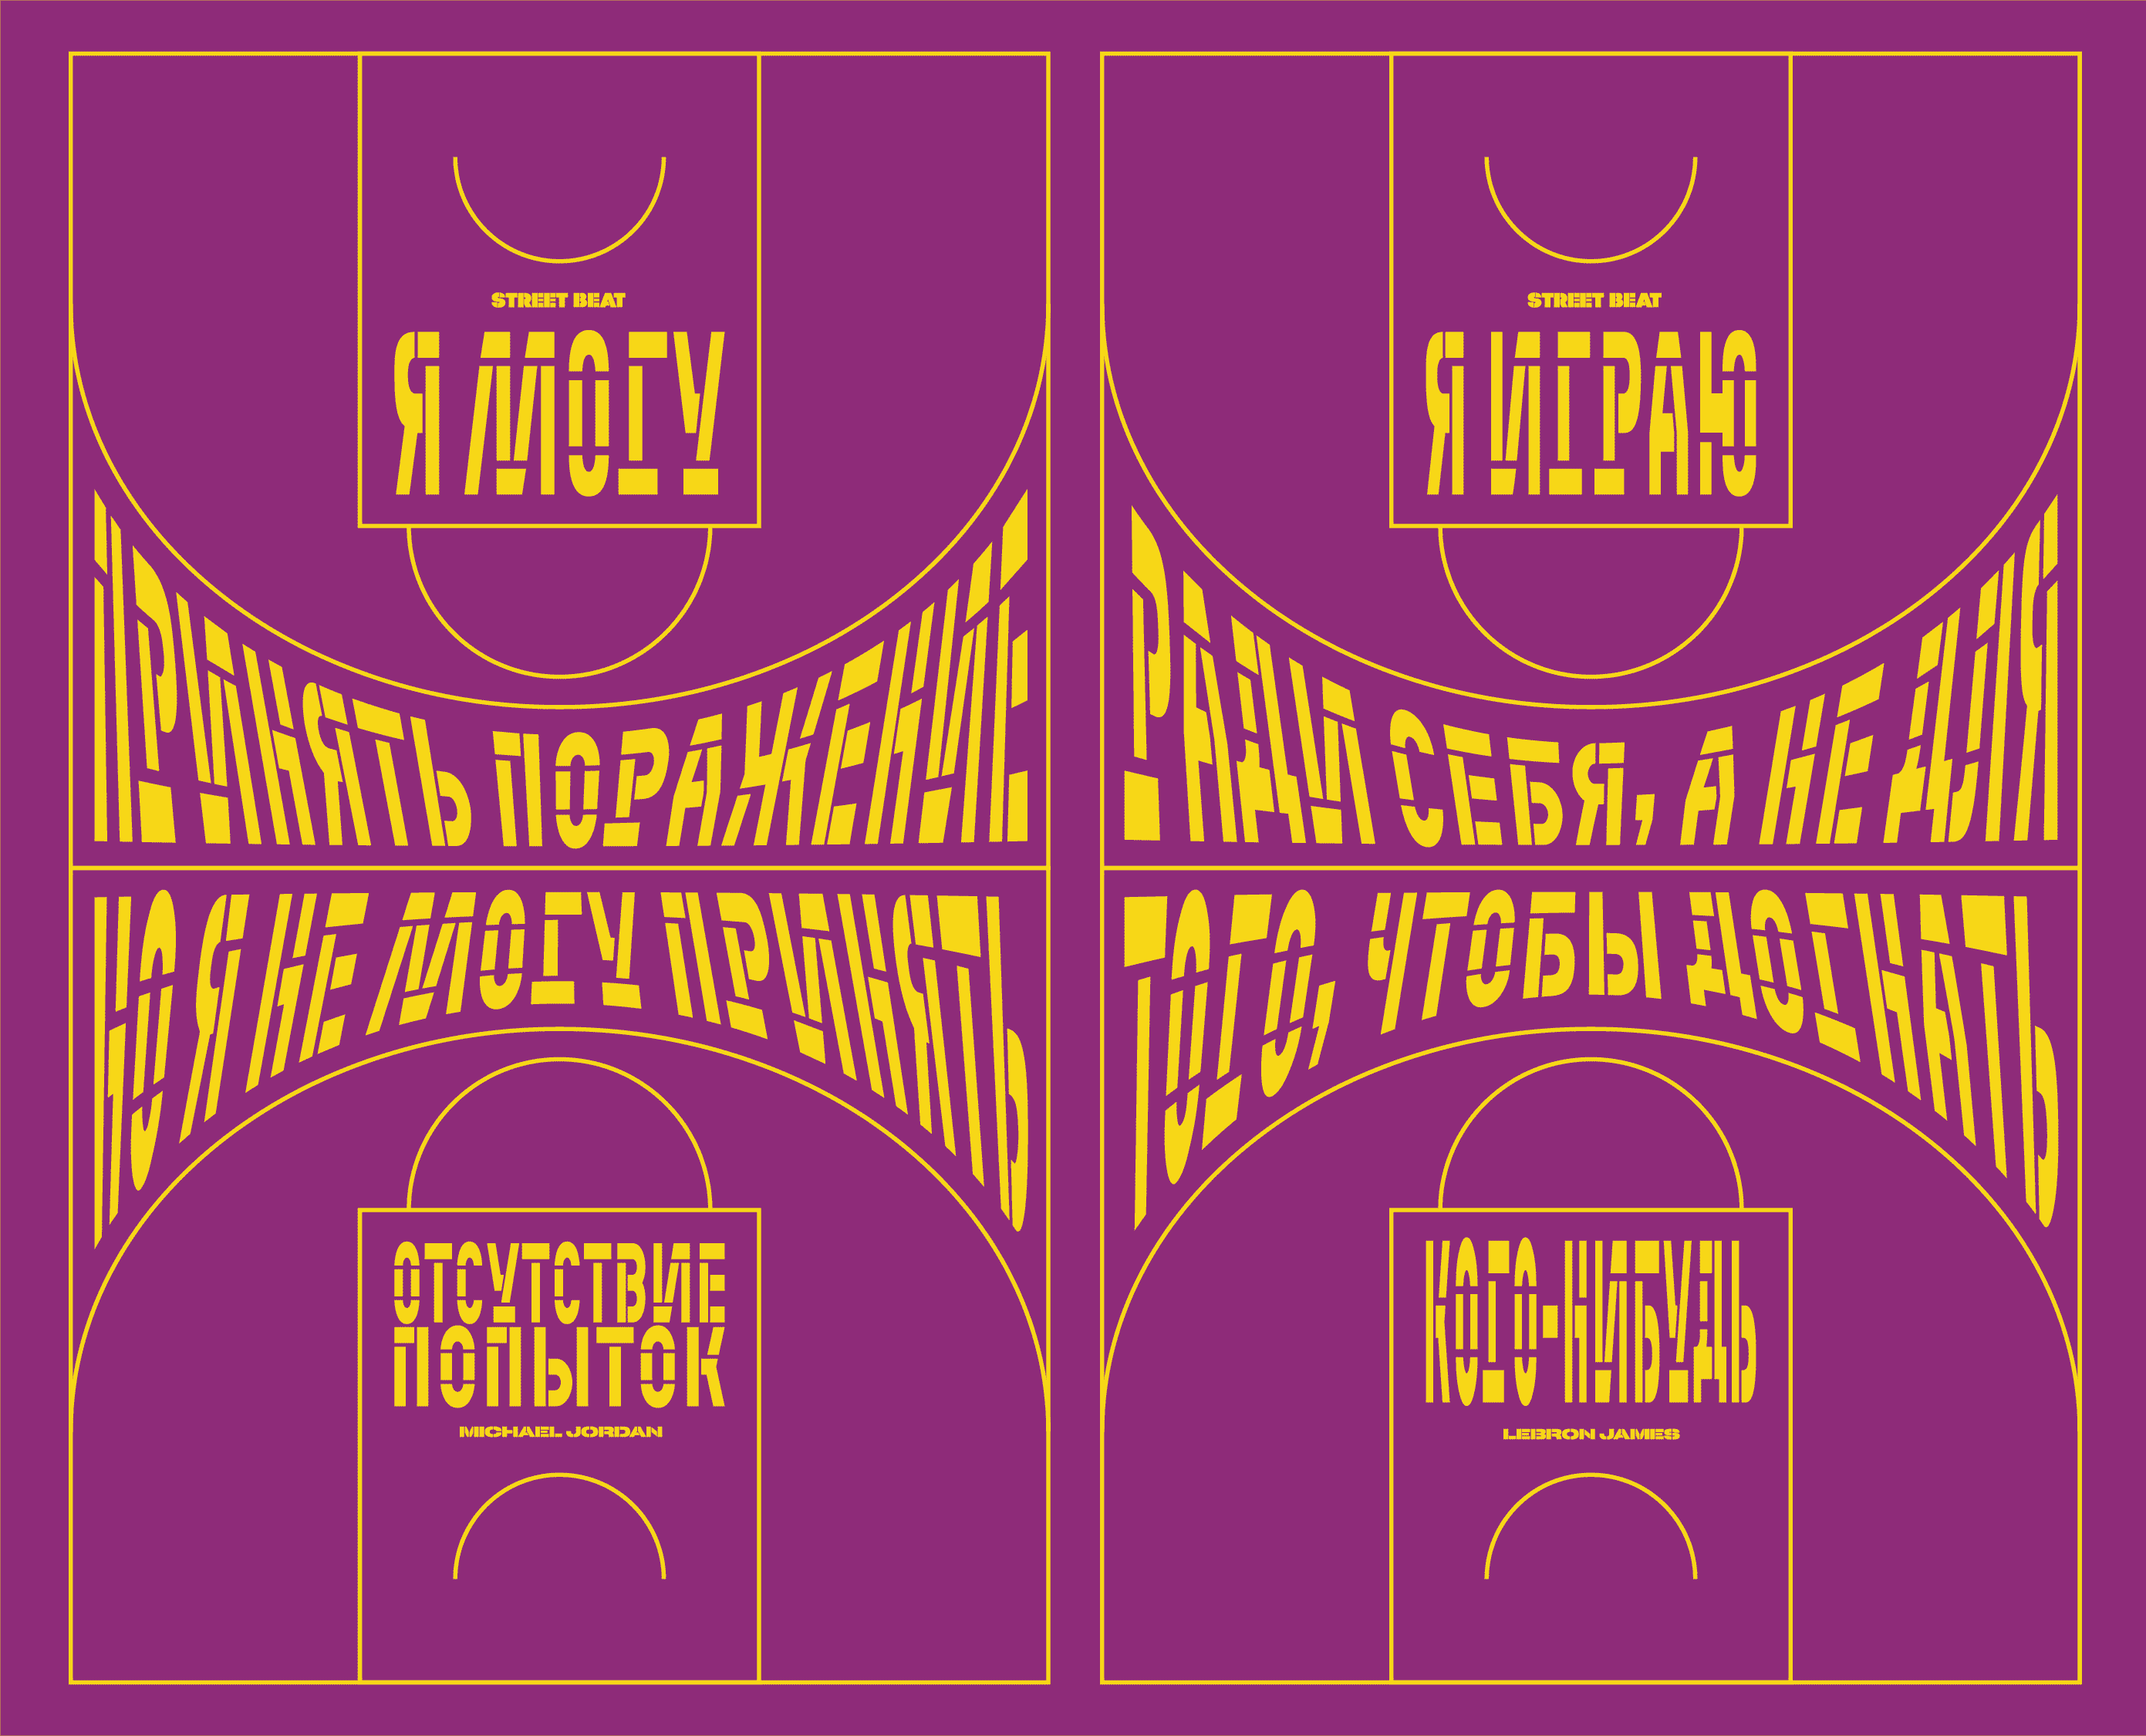 STREET BEAT
Я МОГУ
ПРИНЯТЬ ПОРАЖЕНИЕ
НО Я НЕ МОГУ ПРИНЯТЬ
ОТСУТСТВИЕ
ПОПЫТОК
MICHAEL JORDAN
STREET BEAT
Я ИГРАЮ
РАДИ СЕБЯ, А НЕ ДЛЯ
ТОГО, ЧТОБЫ ДОГНАТЬ
КОГО-НИБУДЬ
LEBRON JAMES